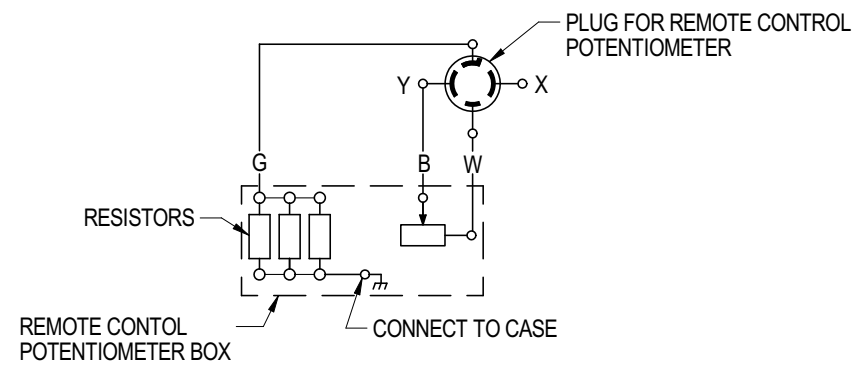 PLUG FOR REMOTE CONTROL
POTENTIOMETER
Y
X
G
B
W
RESISTORS
REMOTE CONTOL
POTENTIOMETER BOX
CONNECT TO CASE